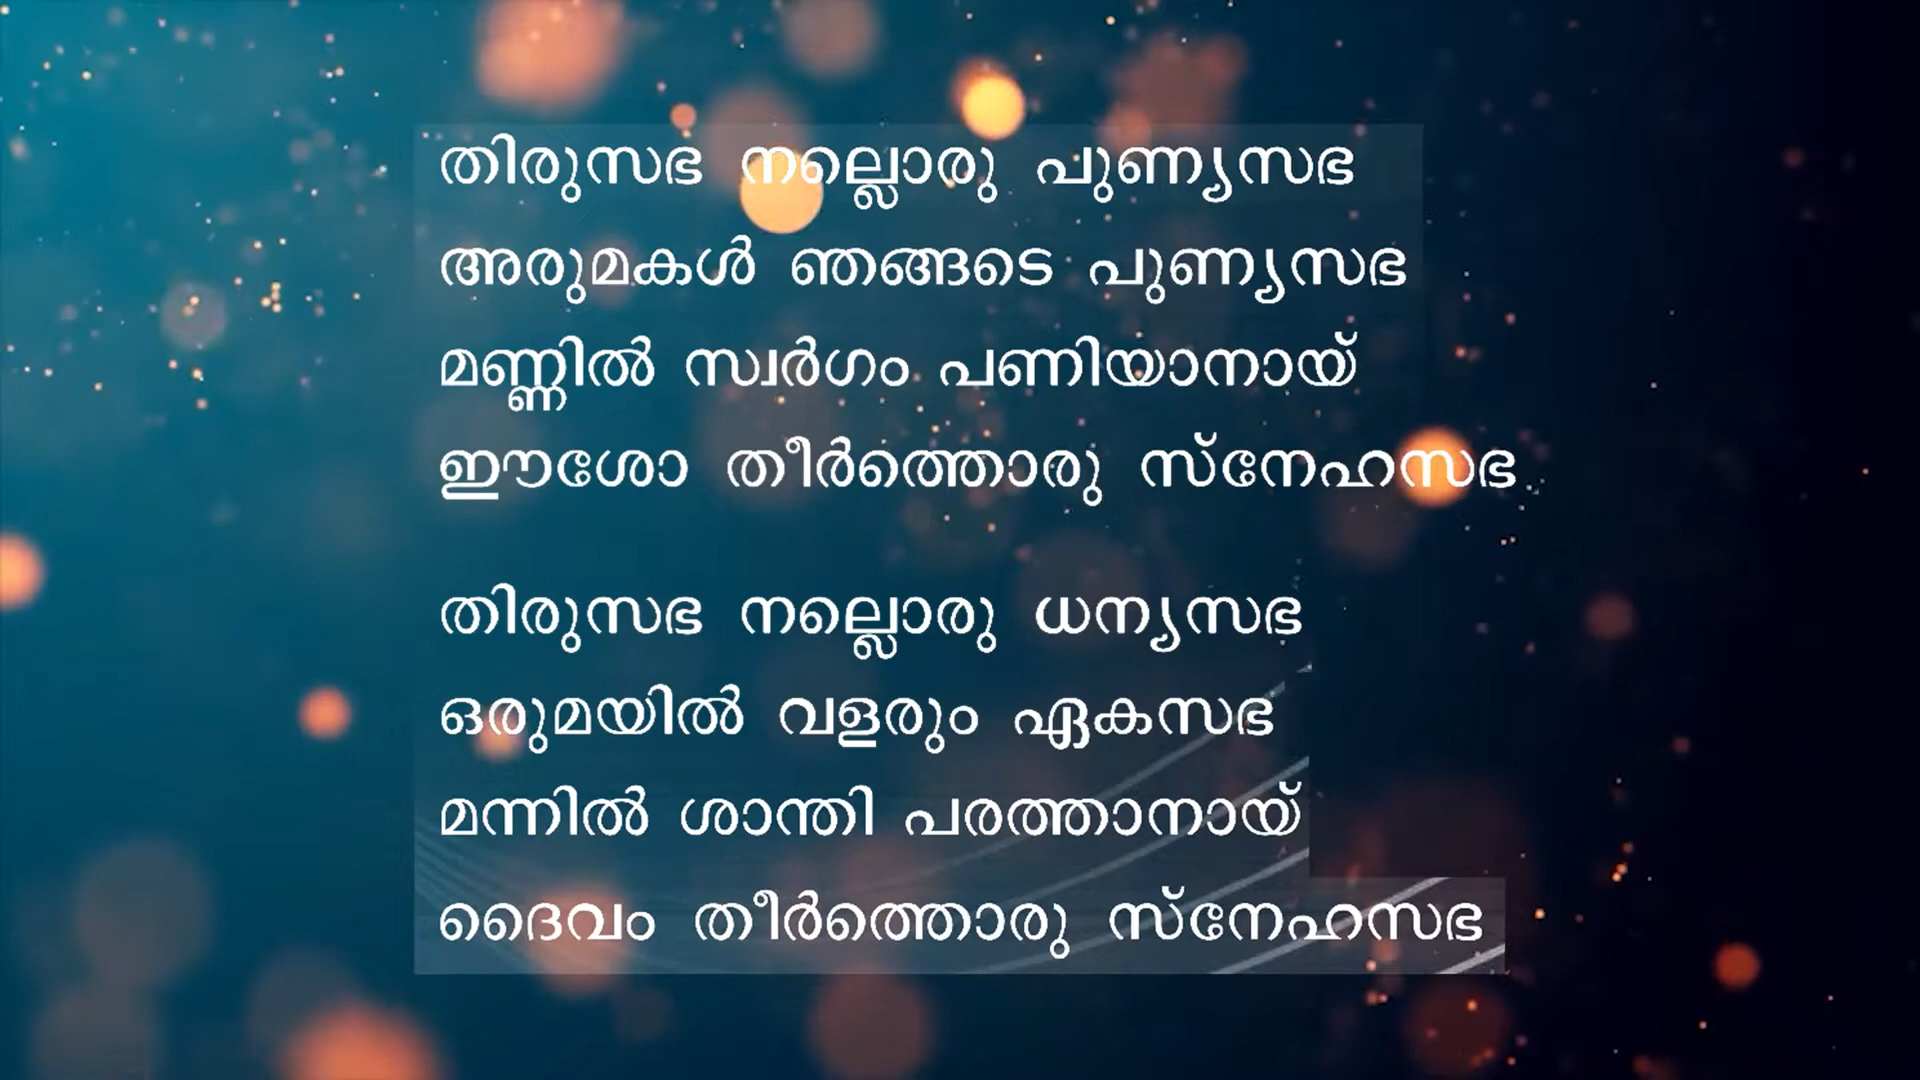 തിരുസഭ നല്ലൊരു പുണ്യസഭ
അരുമകൾ ഞങ്ങടെ പുണ്യസഭ
മണ്ണിൽ സ്വർഗം പണിയാനായ്
ഈശോ തീർത്തൊരു സ്നേഹസഭ
തിരുസഭ നല്ലൊരു ധന്യസഭ
ഒരുമയിൽ വളരും ഏകസഭ
മന്നിൽ ശാന്തി പരത്താനായ്
ദൈവം തീർത്തൊരു സ്നേഹസഭ